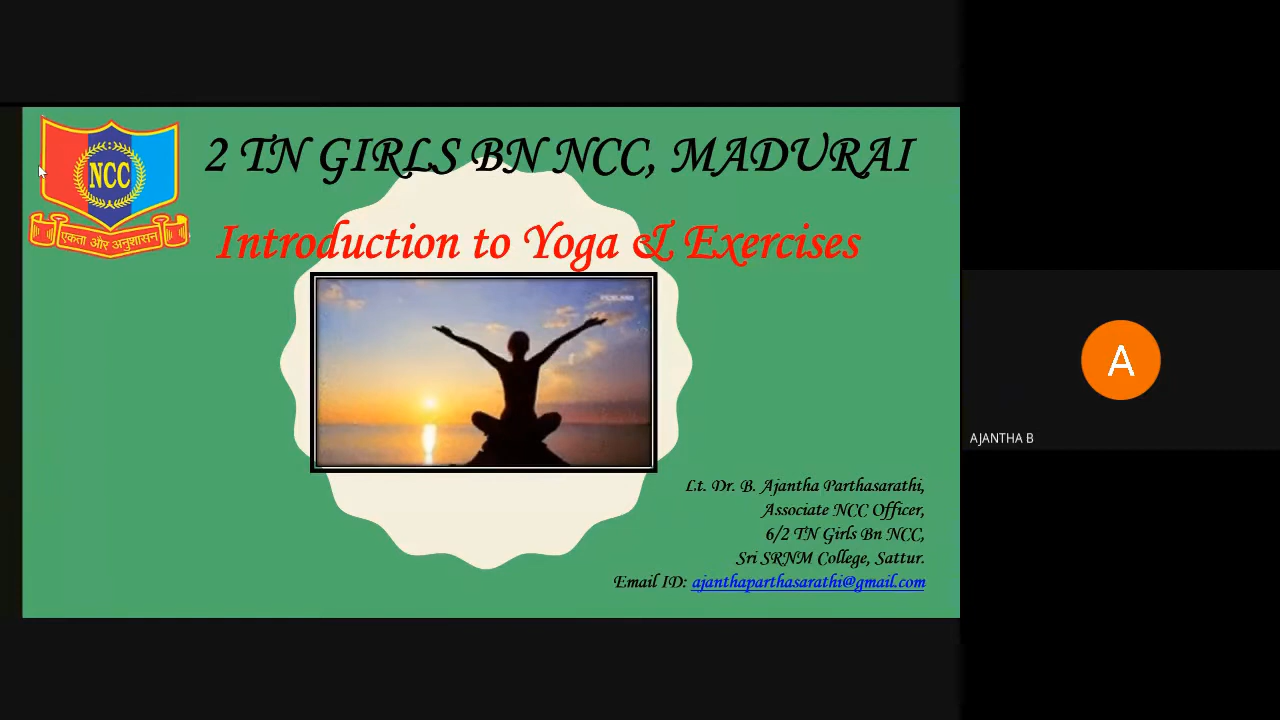 2 TN GIRLS BN NCC, MADURAI
NCC
एकता और अनुशासन
Introduction to Yoga & Exercises
Lt. Dr. B. Ajantha Parthasarathi,
Associate NCC Officer,
6/2 TN Girls Bn NCC,
Sri SRNM College, Sattur.
Email ID: ajanthaparthasarathi@gmail.com
A
AJANTHA B